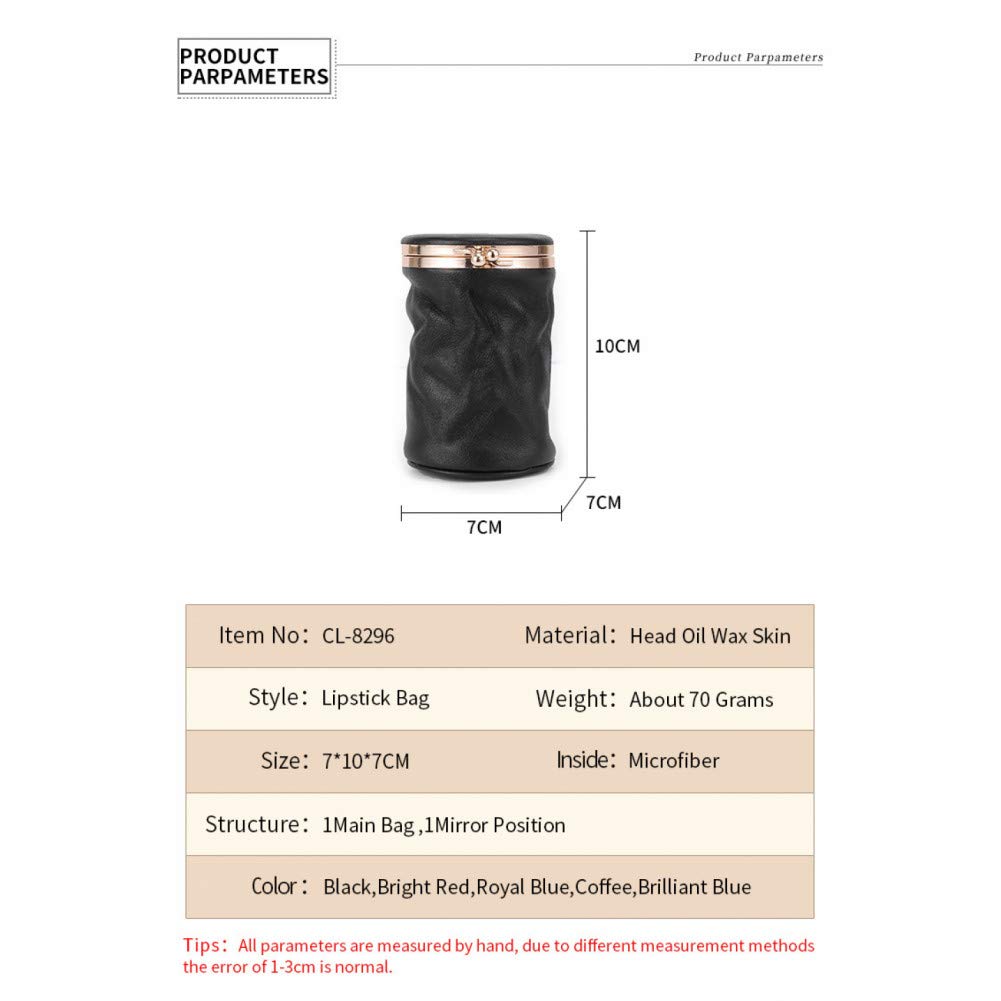 PRODUCT
PARPAMETERS
Product Parpameters
10CM
7CM
7CM
Item No: CL-8296 Material: Head Oil Wax Skin
Style: Lipstick Bag Weight: About 70 Grams
Size: 7*10*7CM Inside: Microfiber
Structure: 1Main Bag,1Mirror Position
Color: Black,Bright Red,Royal Blue,Coffee,Brilliant Blue
Tips: All parameters are measured by hand, due to different measurement methods
the error of 1-3cm is normal.